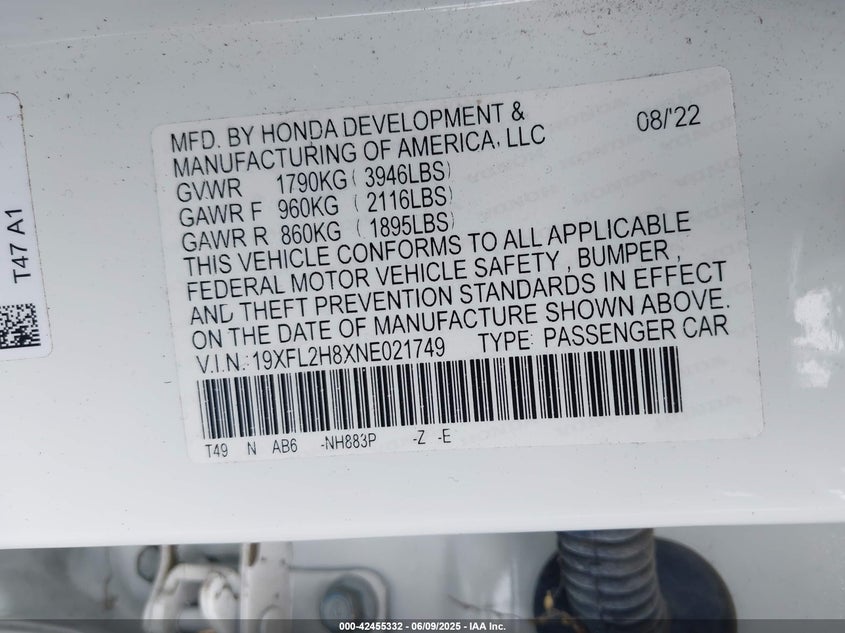 MFD. BY HONDA DEVELOPMENT &
MANUFACTURING OF AMERICA, LLC
08/'22
GVWR 1790KG ( 3946LBS)
GAWR F 960KG ( 2116LBS)
GAWR R 860KG ( 1895LBS)
THIS VEHICLE CONFORMS TO ALL APPLICABLE
FEDERAL MOTOR VEHICLE SAFETY , BUMPER ,
AND THEFT PREVENTION STANDARDS IN EFFECT
ON THE DATE OF MANUFACTURE SHOWN ABOVE.
V.I.N.: 19XFL2H8XNE021749 TYPE: PASSENGER CAR
T49 N AB6 -NH883P -Z -E
T47 A1
000-42455332 - 06/09/2025 - IAA Inc.